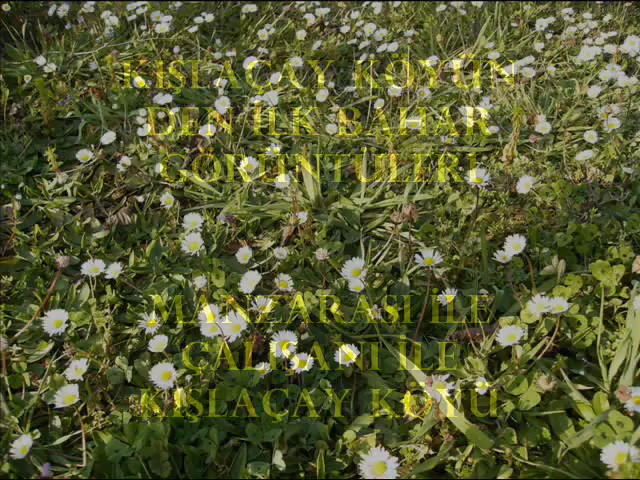 KIŞLAÇAY KÖYÜN
DEN İLK BAHAR
GÖRÜNTÜLERİ
MANZARASI İLE
ÇALIŞANI İLE
KIŞLAÇAY KÖYÜ